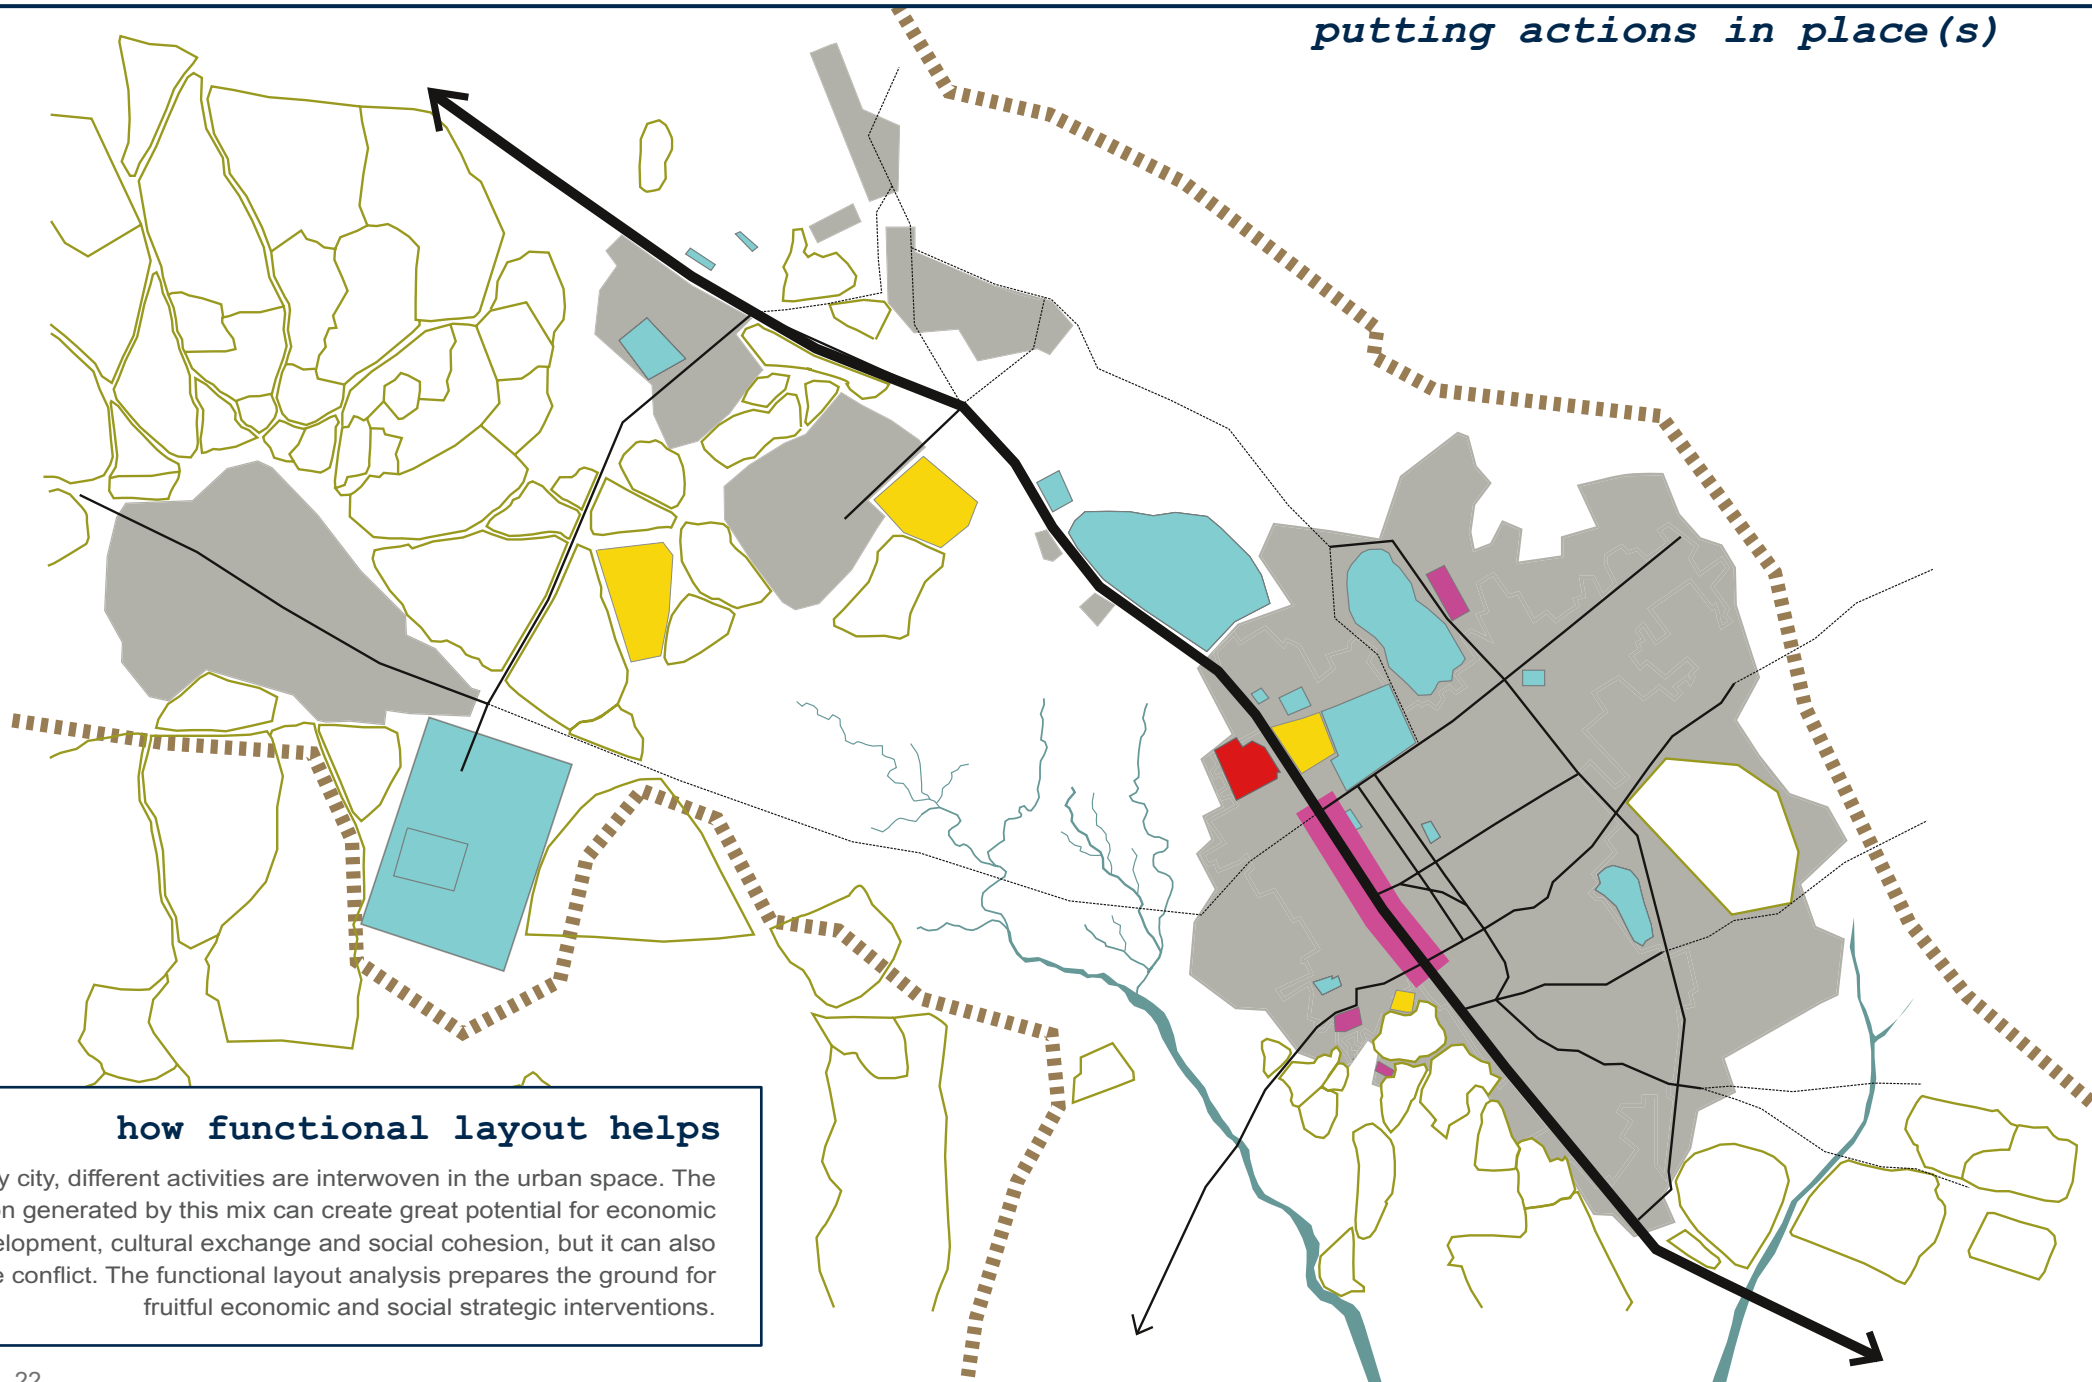 putting actions in place(s)
how functional layout helps
city, different activities are interwoven in the urban space. The
generated by this mix can create great potential for economic
cultural exchange and social cohesion, but it can also
conflict. The functional layout analysis prepares the ground for
fruitful economic and social strategic interventions.
22